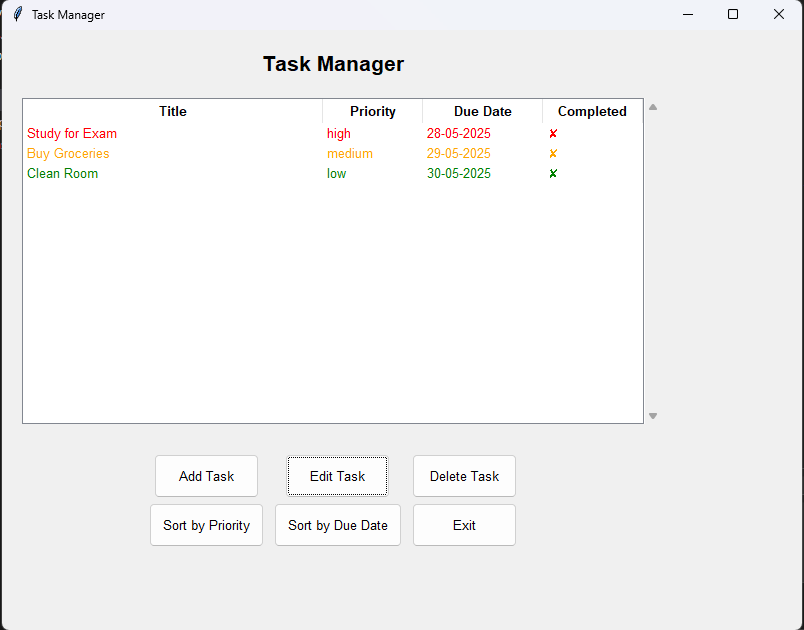 Task Manager
Task Manager
Title Priority Due Date Completed
Study for Exam high 28-05-2025 ✘
Buy Groceries medium 29-05-2025 ✘
Clean Room low 30-05-2025 ✘
Add Task Edit Task Delete Task
Sort by Priority Sort by Due Date Exit